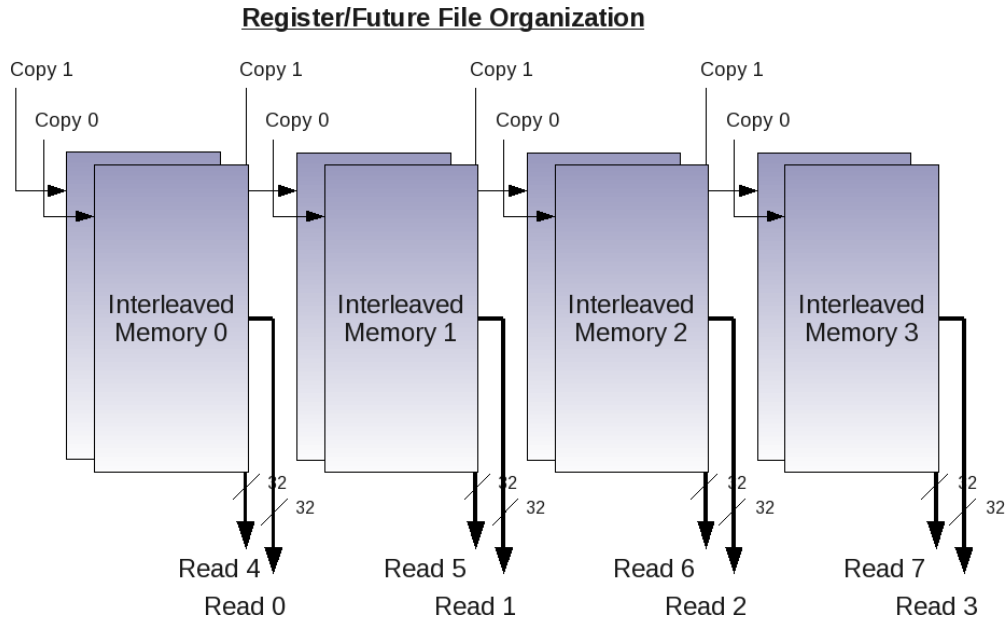 Register/Future File Organization
Copy 1
Copy 1
Copy 1
Copy 1
Copy 0
Copy 0
Copy 0
Copy 0
Interleaved
Memory 0
Interleaved
Memory 1
Interleaved
Memory 2
Interleaved
Memory 3
32
32
32
32
32
32
32
32
Read 4
Read 5
Read 6
Read 7
Read 0
Read 1
Read 2
Read 3